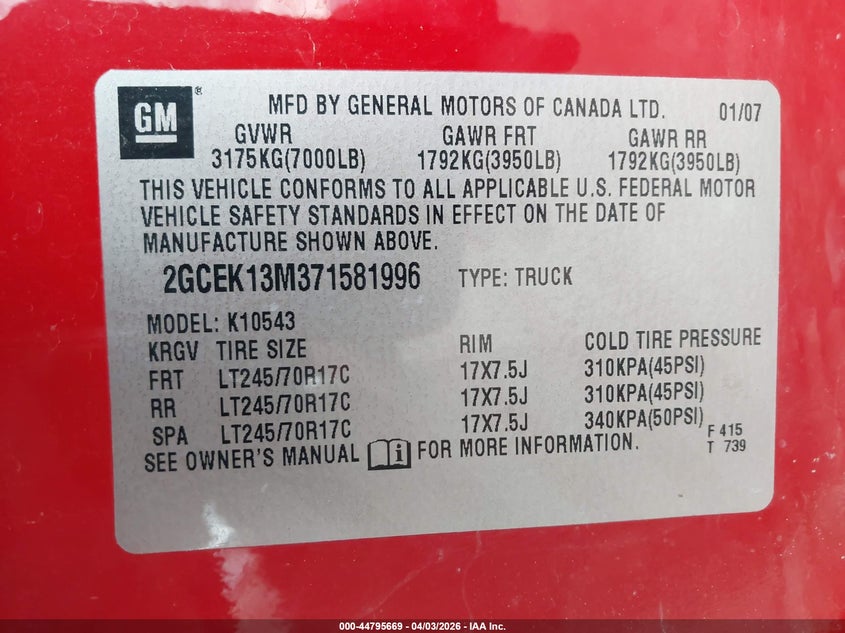 GM® MFD BY GENERAL MOTORS OF CANADA LTD. 01/07
GVWR GAWR FRT GAWR RR
3175KG(7000LB) 1792KG(3950LB) 1792KG(3950LB)
THIS VEHICLE CONFORMS TO ALL APPLICABLE U.S. FEDERAL MOTOR
VEHICLE SAFETY STANDARDS IN EFFECT ON THE DATE OF
MANUFACTURE SHOWN ABOVE.
2GCEK13M371581996 TYPE: TRUCK
MODEL: K10543
KRGV TIRE SIZE RIM COLD TIRE PRESSURE
FRT LT245/70R17C 17X7.5J 310KPA(45PSI)
RR LT245/70R17C 17X7.5J 310KPA(45PSI)
SPA LT245/70R17C 17X7.5J 340KPA(50PSI) F 415
SEE OWNER'S MANUAL i FOR MORE INFORMATION. T 739
000-44795669 - 04/03/2026 - IAA Inc.